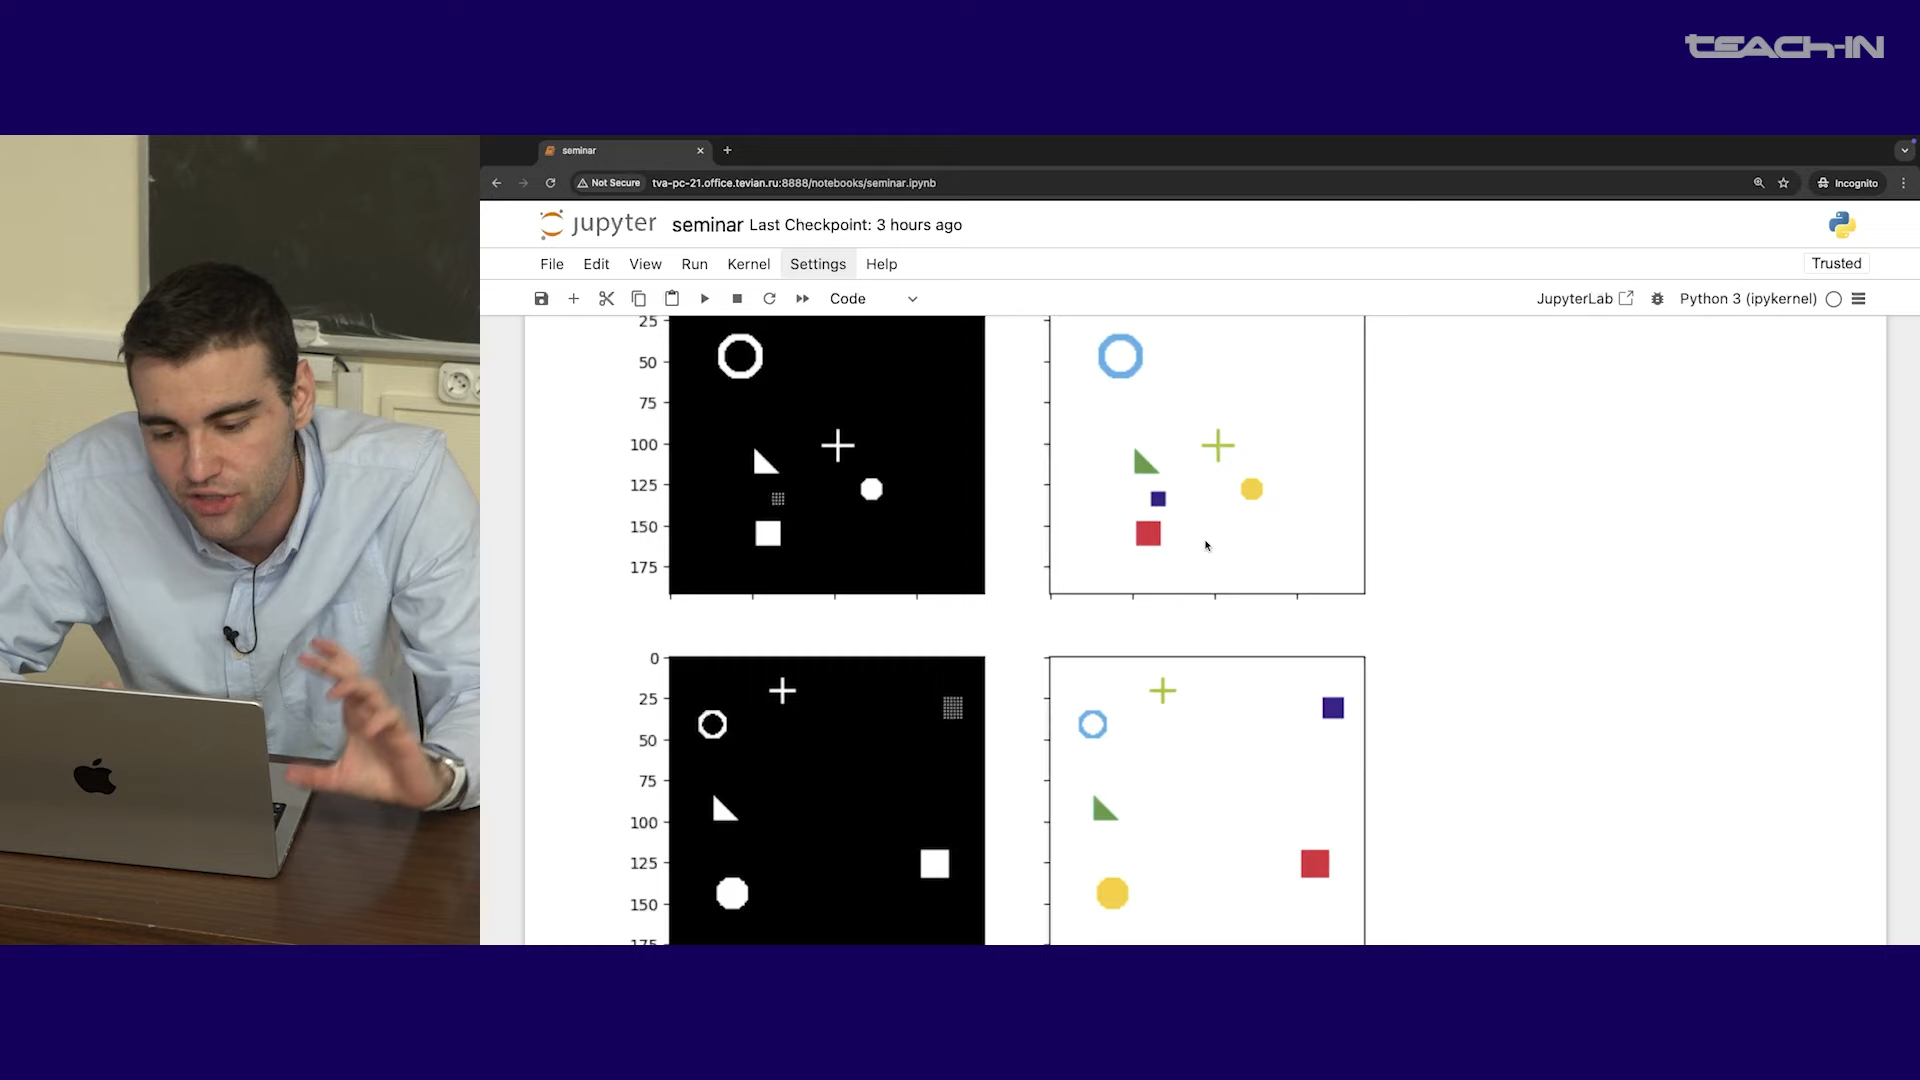 teach-in
seminar
Not Secure tva-pc-21.office.tevian.ru:8888/notebooks/seminar.ipynb
Incognito
jupyter seminar Last Checkpoint: 3 hours ago
File Edit View Run Kernel Settings Help
Trusted
Code
JupyterLab
Python 3 (ipykernel)
25
50
75
100
125
150
175
0
25
50
75
100
125
150
175